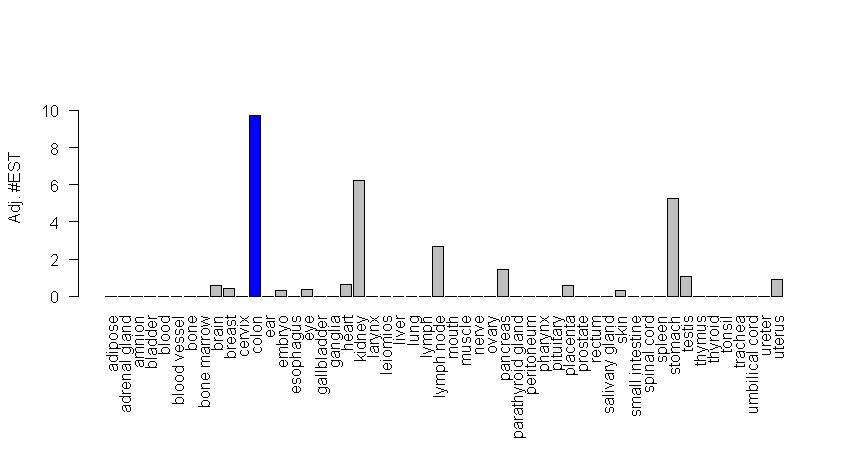 Adj. #EST
10
8
6
4
2
0
adipose
adrenal gland
amnion
bladder
blood
blood vessel
bone
bone marrow
brain
breast
cervix
colon
ear
embryo
esophagus
eye
gallbladder
ganglia
heart
kidney
larynx
leiomios
liver
lung
lymph
lymph node
mouth
muscle
nerve
ovary
pancreas
parathyroid gland
peritoneum
pharynx
pituitary
placenta
prostate
rectum
salivary gland
skin
small intestine
spinal cord
spleen
stomach
testis
thymus
thyroid
tonsil
trachea
umbilical cord
ureter
uterus